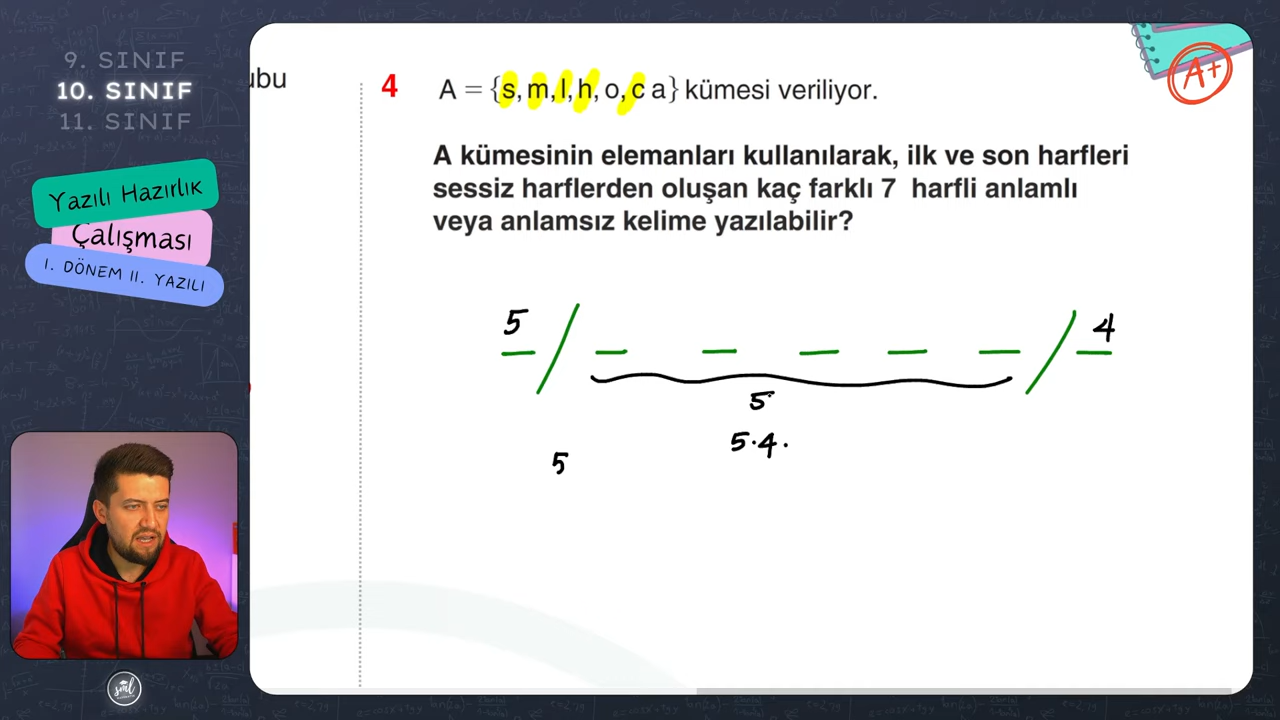 9. SINIF
10. SINIF
11. SINIF
Yazılı Hazırlık
Çalışması
I. DÖNEM II. YAZILI
ubu
4 A = {s, m, l, h, o, c a} kümesi veriliyor.
A+
A kümesinin elemanları kullanılarak, ilk ve son harfleri
sessiz harflerden oluşan kaç farklı 7 harfli anlamlı
veya anlamsız kelime yazılabilir?
5 4
5
5·4·
5
sml